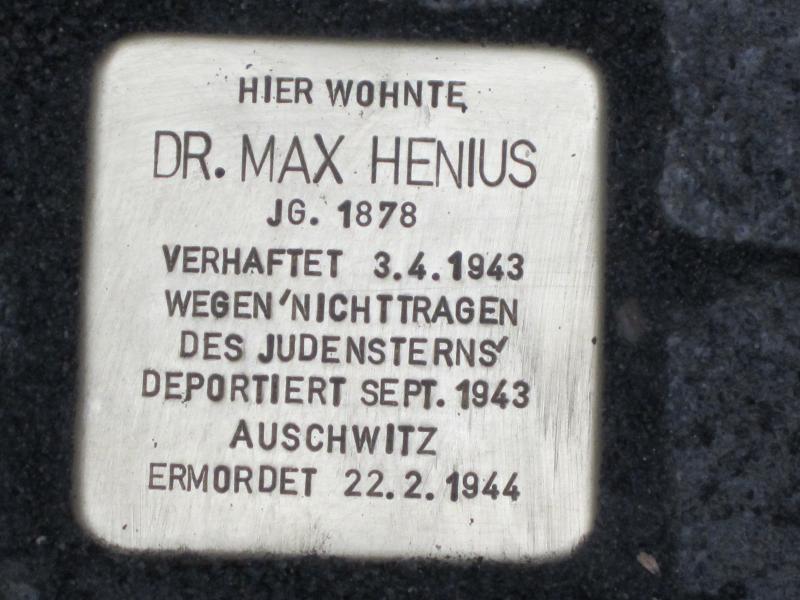 HIER WOHNTE
DR. MAX HENIUS
JG. 1878
VERHAFTET 3.4.1943
WEGEN 'NICHTTRAGEN
DES JUDENSTERNS'
DEPORTIERT SEPT. 1943
AUSCHWITZ
ERMORDET 22.2.1944